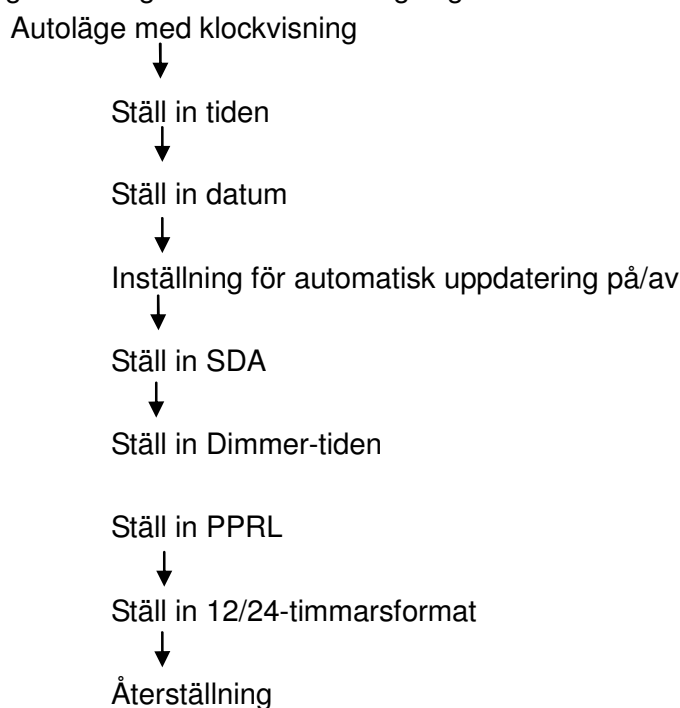 Autoläge med klockvisning
Ställ in tiden
Ställ in datum
Inställning för automatisk uppdatering på/av
Ställ in SDA
Ställ in Dimmer-tiden
Ställ in PPRL
Ställ in 12/24-timmarsformat
Återställning